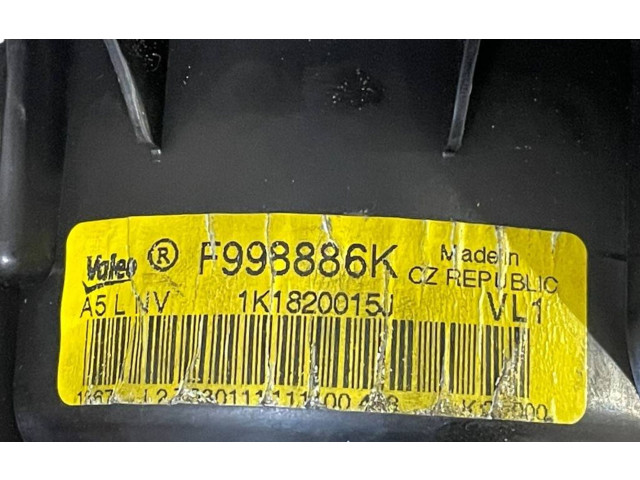 Valeo ® F998886K Made in
CZ REPUBLIC
A5 L NV 1K1820015J VL1